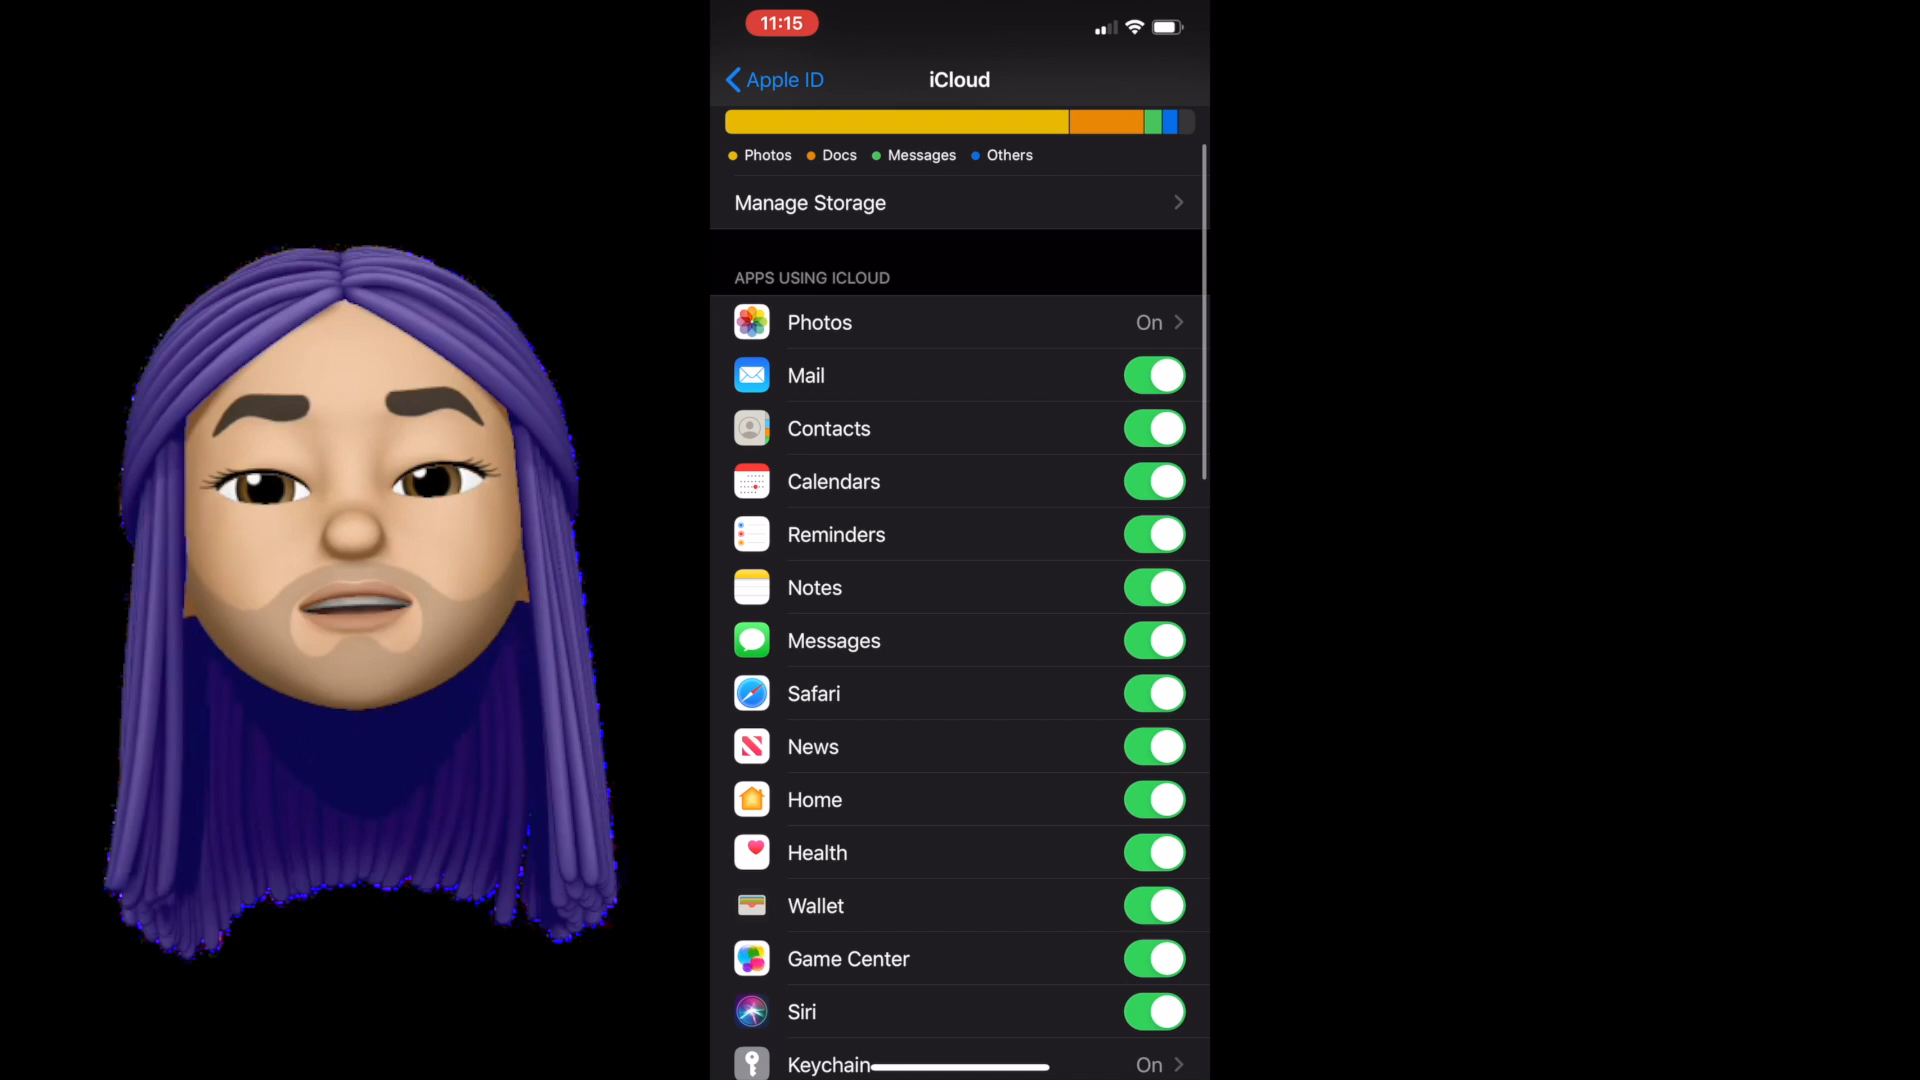 11:15
Apple ID
iCloud
Photos Docs Messages Others
Manage Storage
APPS USING ICLOUD
Photos On
Mail
Contacts
Calendars
Reminders
Notes
Messages
Safari
News
Home
Health
Wallet
Game Center
Siri
Keychain On